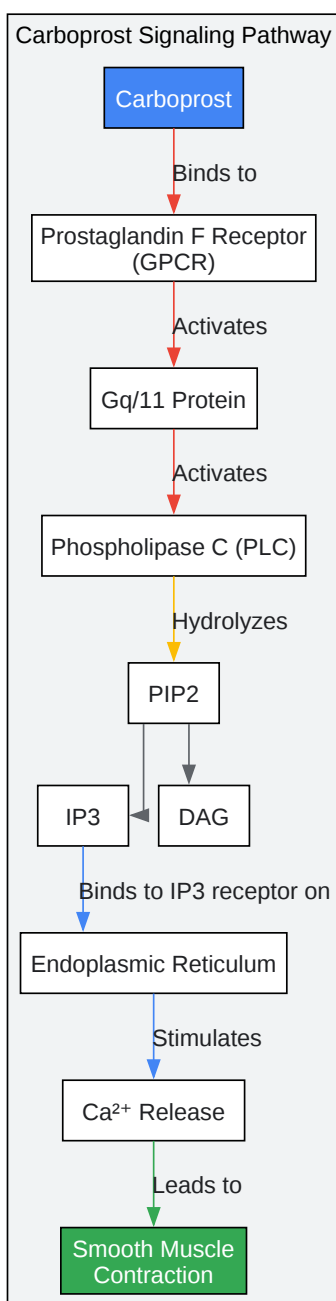 Carboprost Signaling Pathway
Carboprost
Binds to
Prostaglandin F Receptor
(GPCR)
Activates
Gq/11 Protein
Activates
Phospholipase C (PLC)
Hydrolyzes
PIP2
IP3
DAG
Binds to IP3 receptor on
Endoplasmic Reticulum
Stimulates
Ca²⁺ Release
Leads to
Smooth Muscle
Contraction